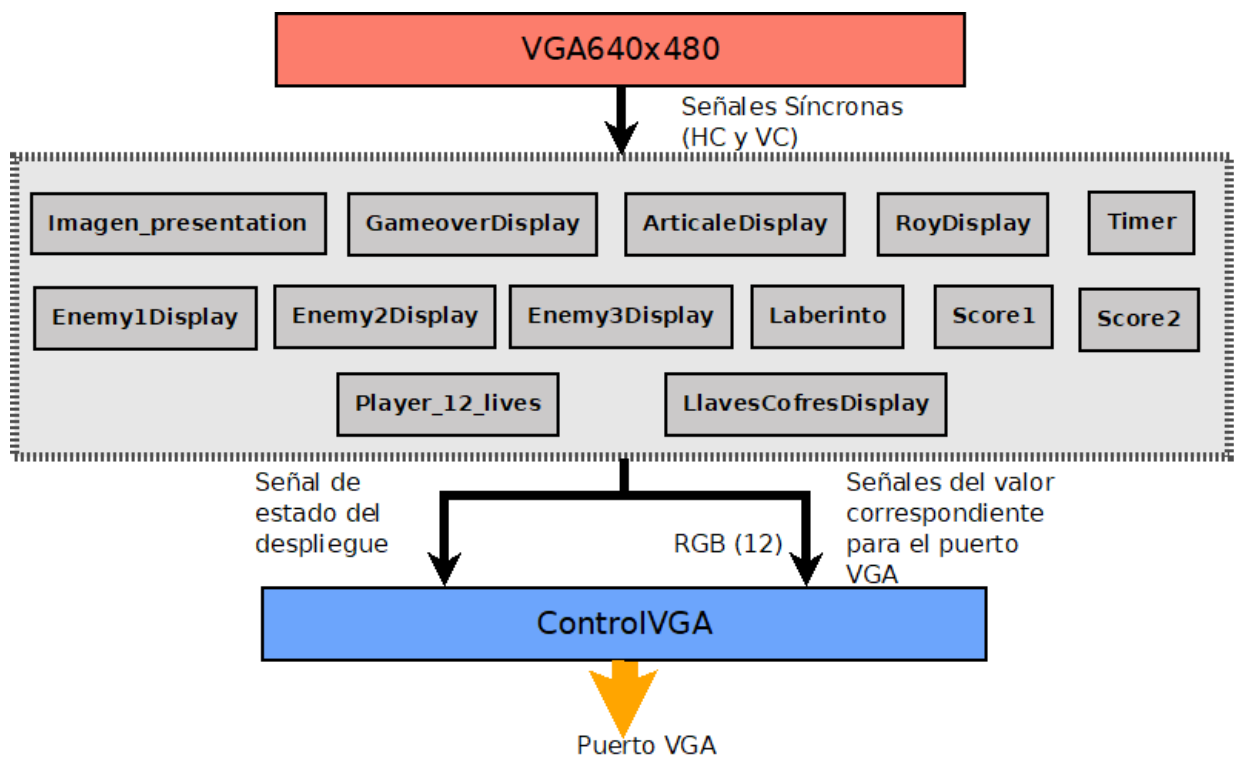 VGA640x480
Señales Síncronas
(HC y VC)
Imagen_presentation
GameoverDisplay
ArticaleDisplay
RoyDisplay
Timer
Enemy1Display
Enemy2Display
Enemy3Display
Laberinto
Score1
Score2
Player_12_lives
LlavesCofresDisplay
Señal de
estado del
despliegue
RGB (12)
Señales del valor
correspondiente
para el puerto
VGA
ControlVGA
Puerto VGA